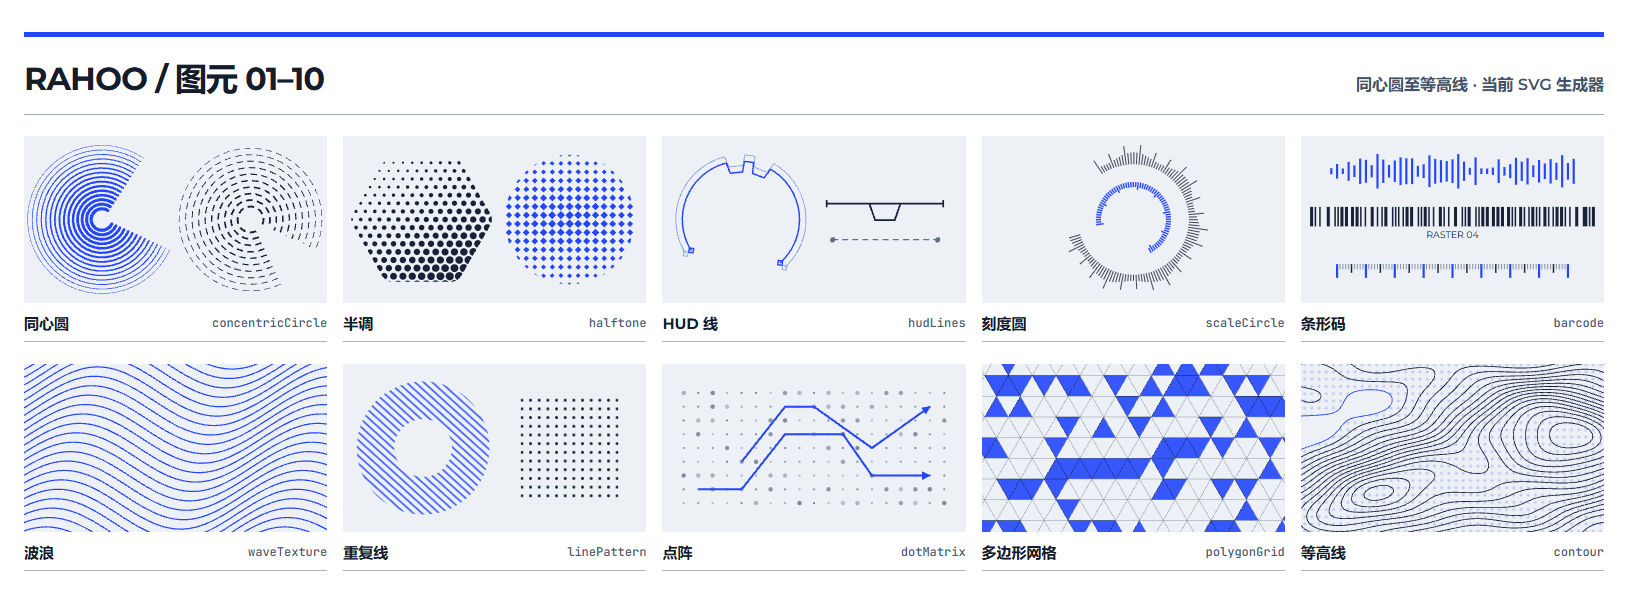 RAHOO / 图元 01–10
同心圆至等高线 · 当前 SVG 生成器
RASTER 04
同心圆 concentricCircle
半调 halftone
HUD 线 hudLines
刻度圆 scaleCircle
条形码 barcode
波浪 waveTexture
重复线 linePattern
点阵 dotMatrix
多边形网格 polygonGrid
等高线 contour